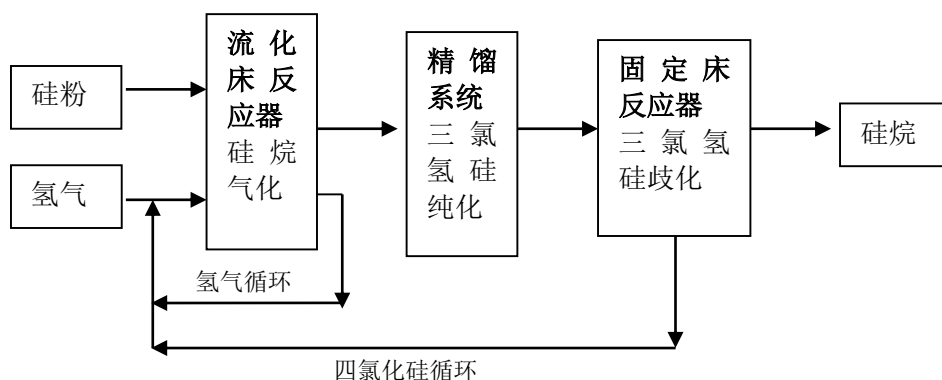 硅粉
氢气
流 化
床 反
应器
硅 烷
气化
精 馏
系统
三 氯
氢 硅
纯化
固 定 床
反应器
三 氯 氢
硅歧化
硅烷
氢气循环
四氯化硅循环